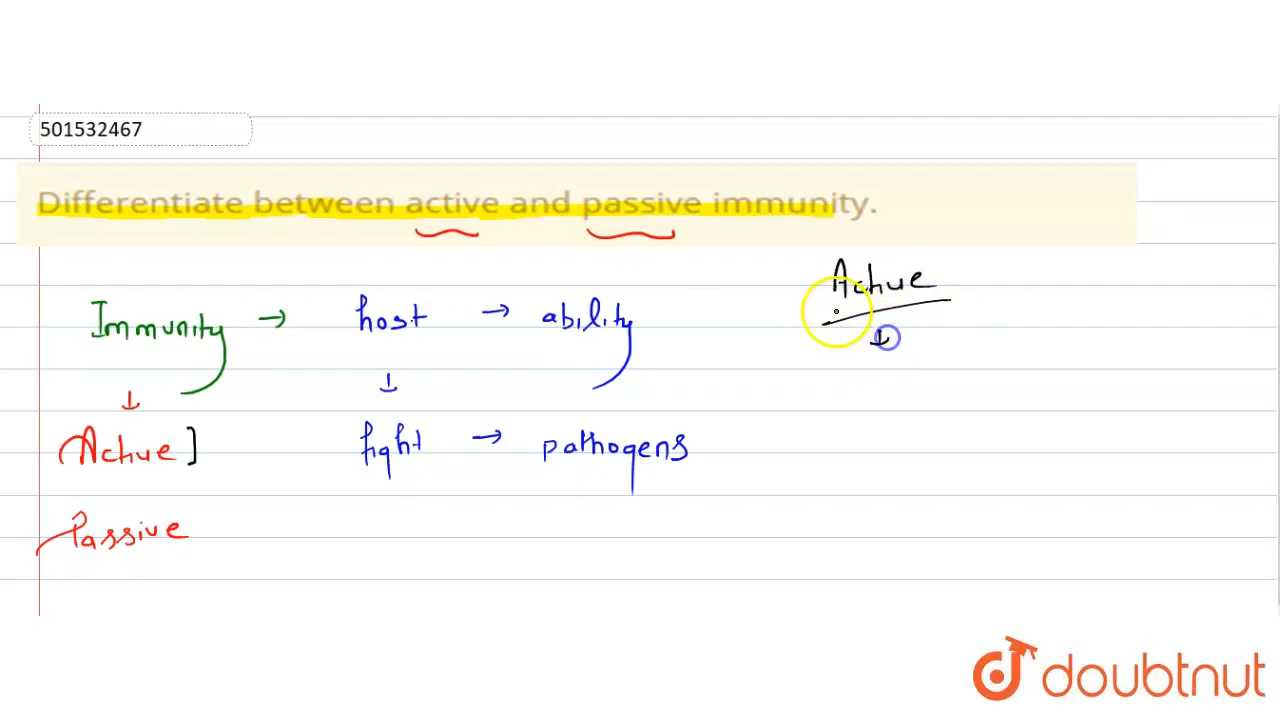 501532467
Differentiate between active and passive immunity.
Active
↓
Immunity → host → ability
↓ ↓
Active ] fight → pathogens
Passive
doubtnut